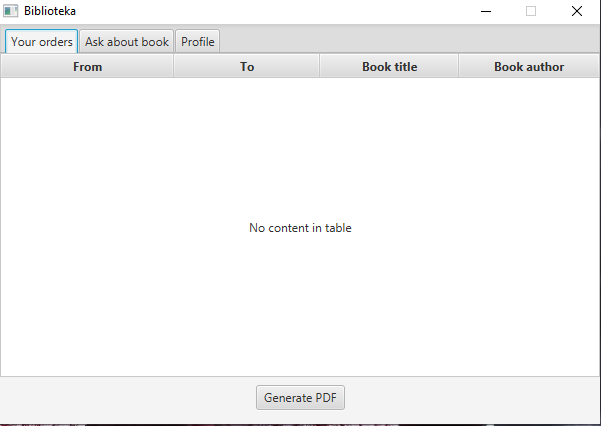 Biblioteka
Your orders Ask about book Profile
From To Book title Book author
No content in table
Generate PDF